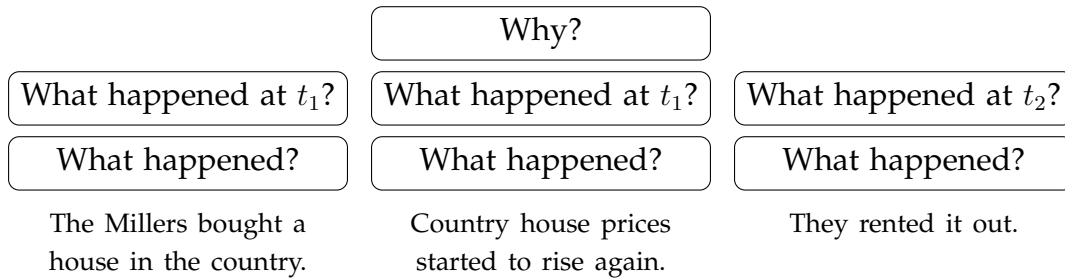 Why?
What happened at t₁? What happened at t₁? What happened at t₂?
What happened? What happened? What happened?
The Millers bought a Country house prices They rented it out.
house in the country. started to rise again.